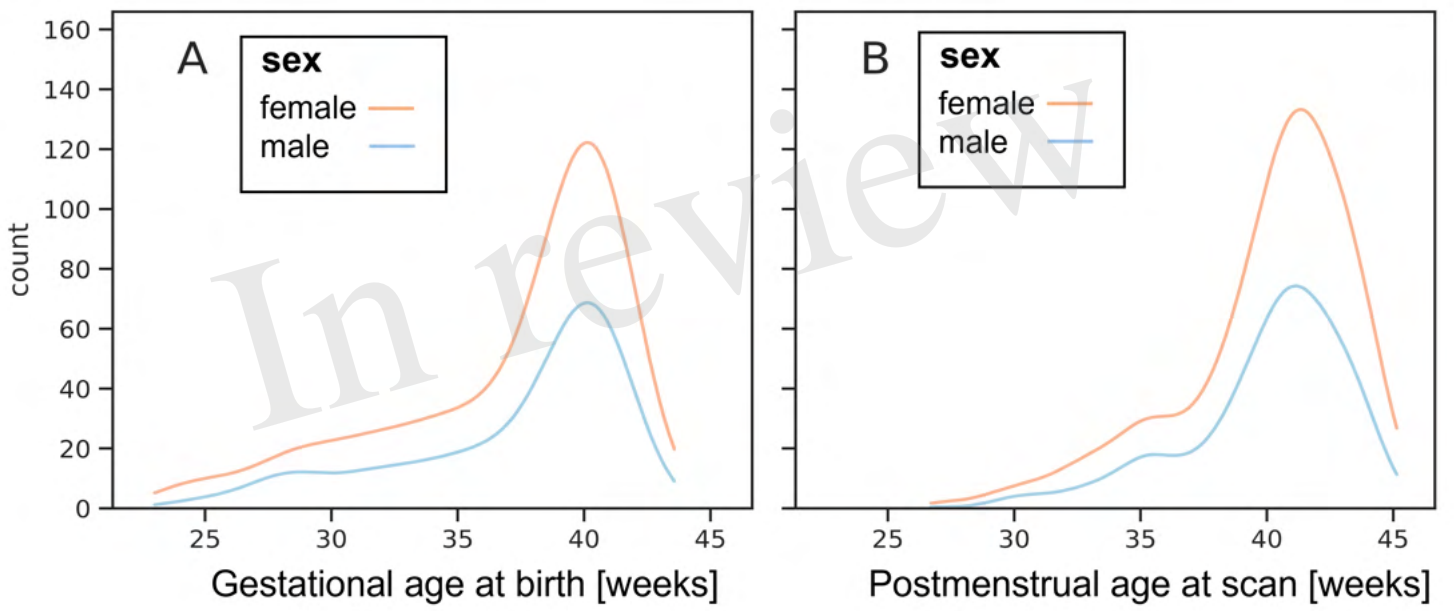 160
140
120
100
80
60
40
20
0
count
A
sex
female
male
25 30 35 40 45
Gestational age at birth [weeks]
B
sex
female
male
25 30 35 40 45
Postmenstrual age at scan [weeks]
In review